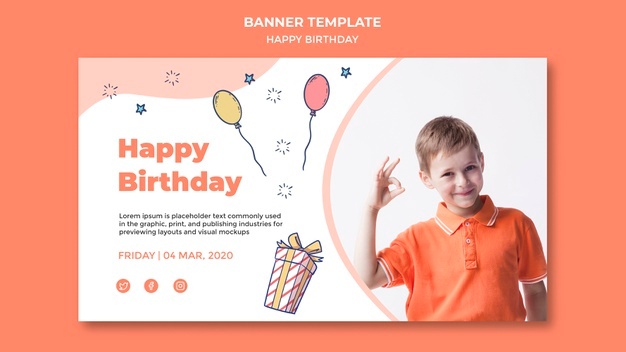 BANNER TEMPLATE
HAPPY BIRTHDAY
Happy
Birthday
Lorem ipsum is placeholder text commonly used
in the graphic, print, and publishing industries for
previewing layouts and visual mockups
FRIDAY | 04 MAR, 2020